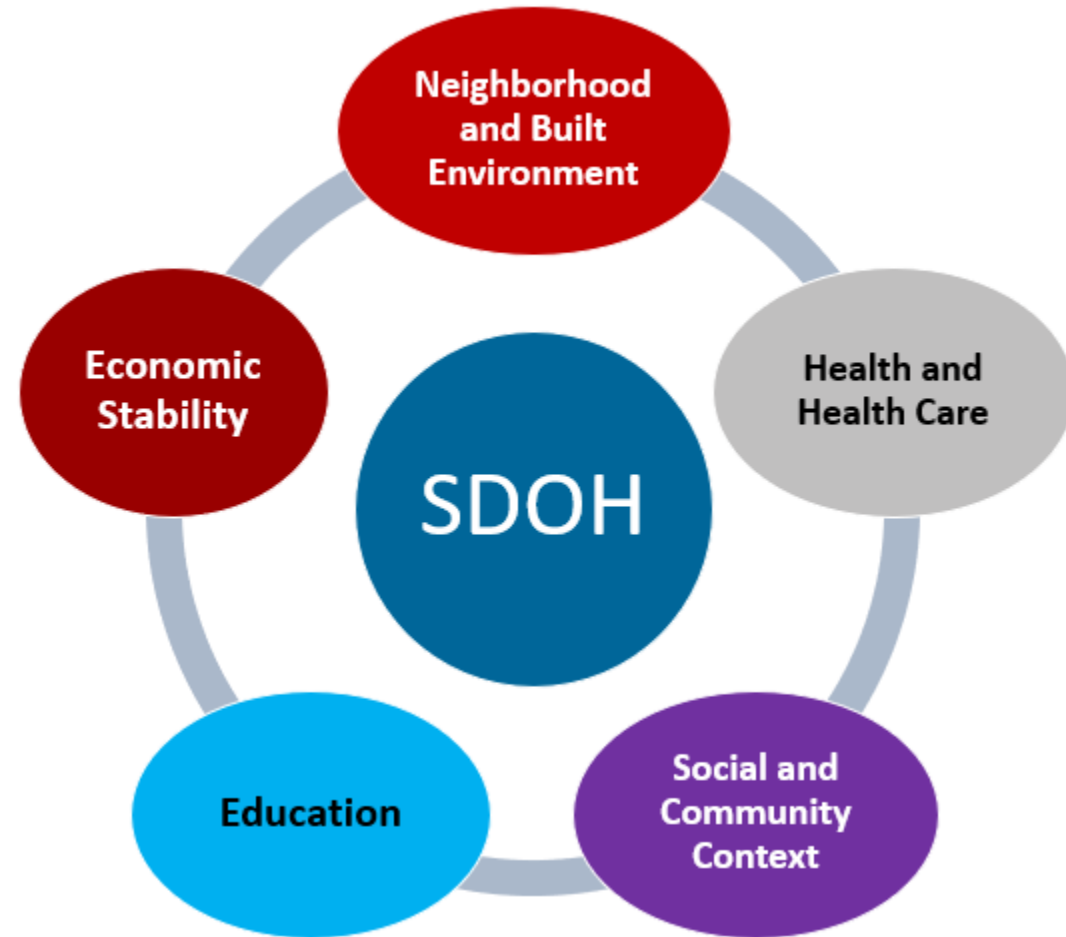 Neighborhood
and Built
Environment
Economic
Stability
Health and
Health Care
SDOH
Education
Social and
Community
Context